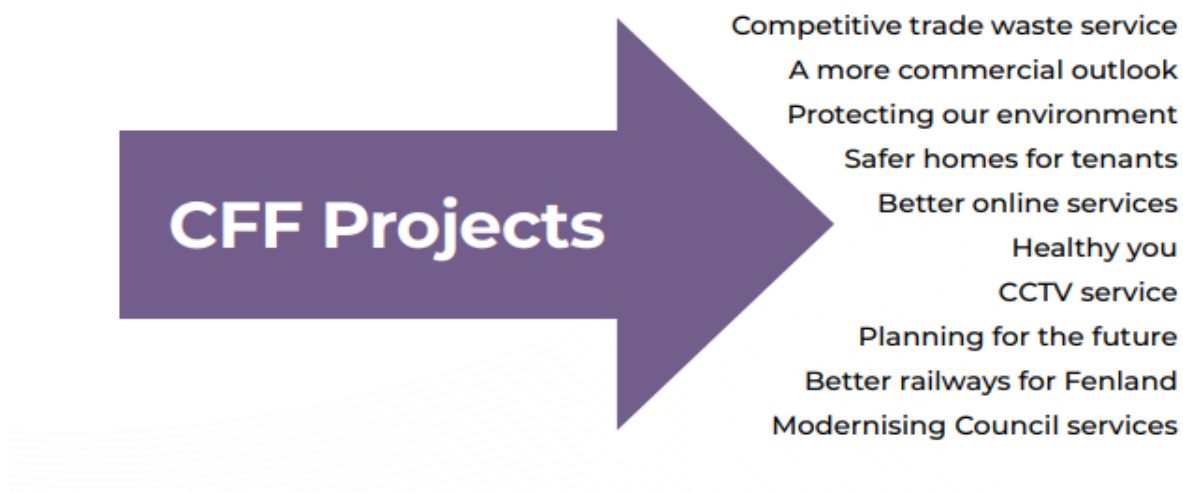 CFF Projects
Competitive trade waste service
A more commercial outlook
Protecting our environment
Safer homes for tenants
Better online services
Healthy you
CCTV service
Planning for the future
Better railways for Fenland
Modernising Council services